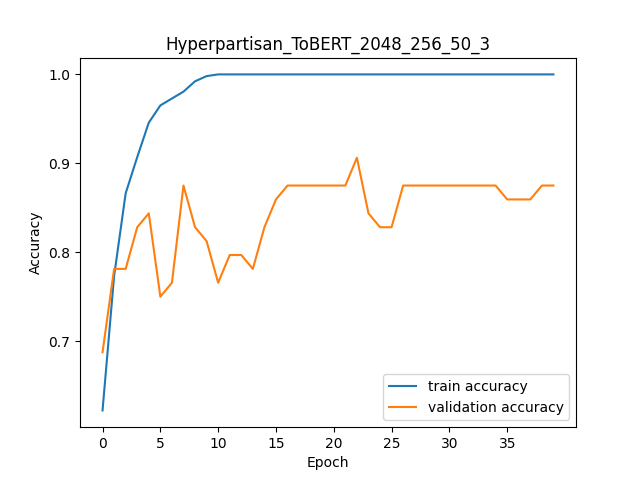 Hyperpartisan_ToBERT_2048_256_50_3
1.0
0.9
0.8
0.7
Accuracy
train accuracy
validation accuracy
0 5 10 15 20 25 30 35
Epoch